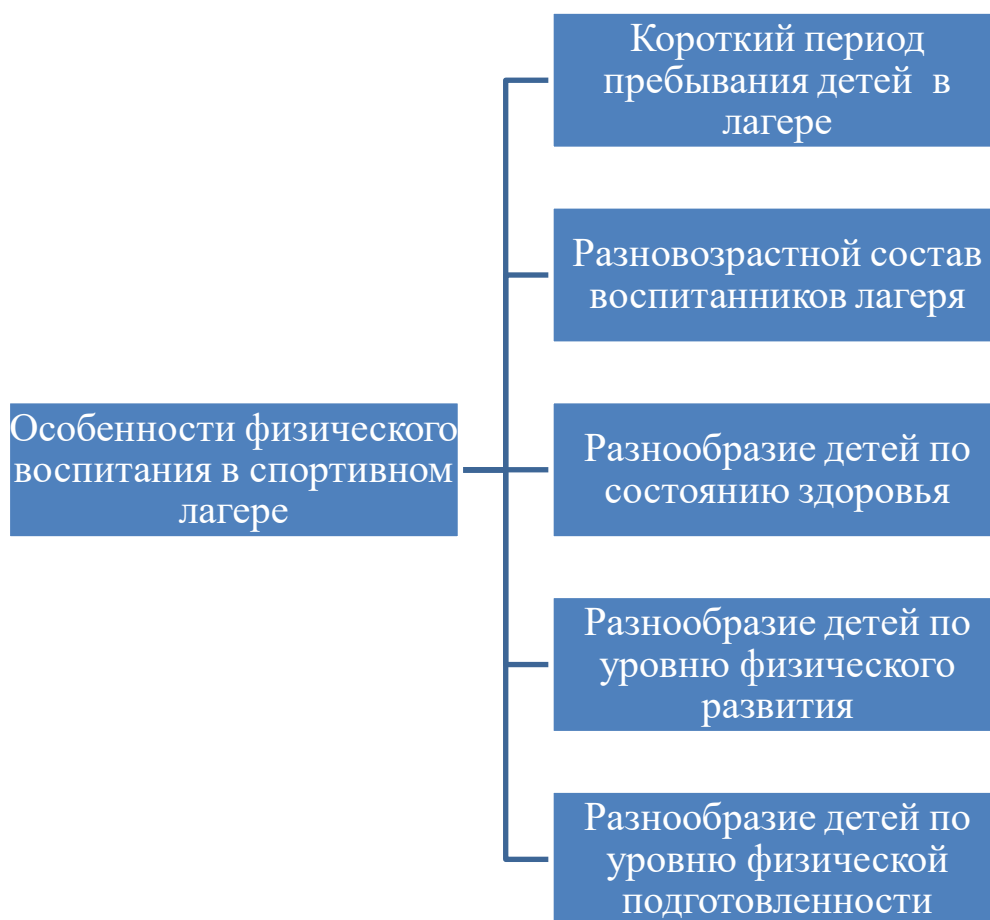 Короткий период
пребывания детей в
лагере
Разновозрастной состав
воспитанников лагеря
Особенности физического
воспитания в спортивном
лагере
Разнообразие детей по
состоянию здоровья
Разнообразие детей по
уровню физического
развития
Разнообразие детей по
уровню физической
подготовленности